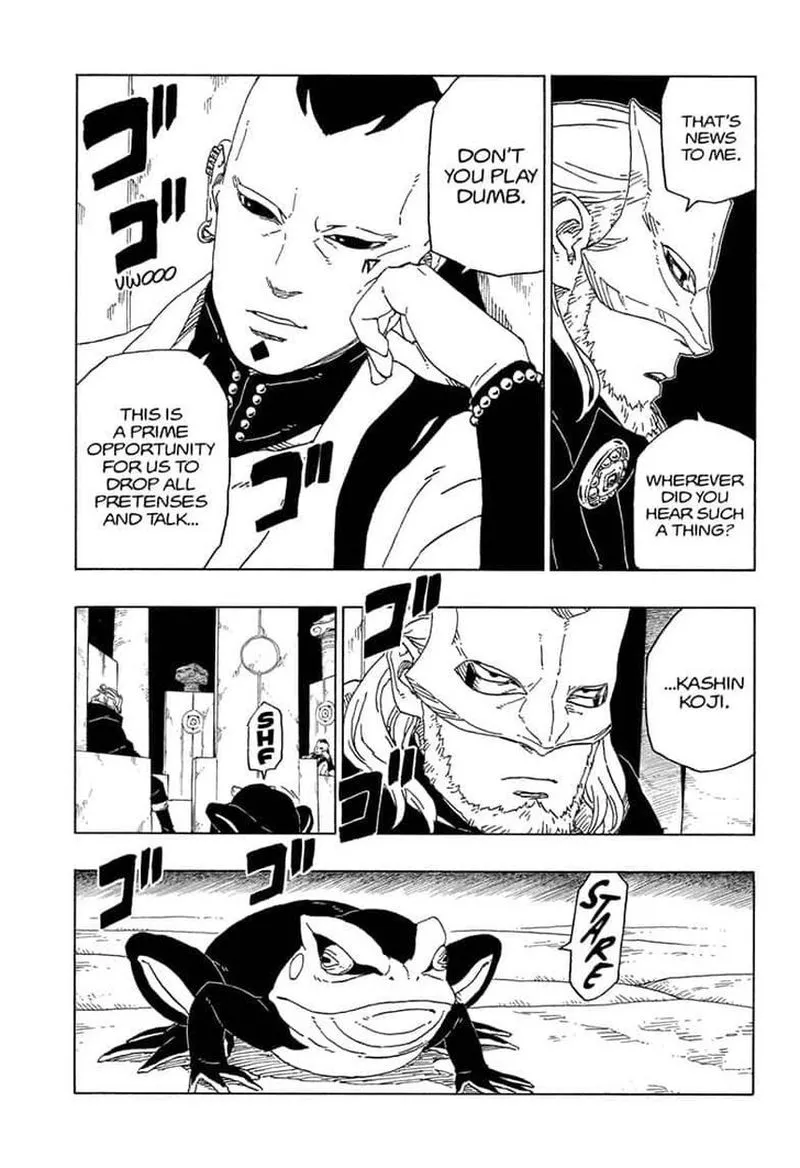 THAT'S
NEWS
TO ME.
WHEREVER
DID YOU
HEAR SUCH
A THING?
DON'T
YOU PLAY
DUMB.
ゴ
ゴ
VWOOO
THIS IS
A PRIME
OPPORTUNITY
FOR US TO
DROP ALL
PRETENSES
AND TALK...
ゴ
ゴ
...KASHIN
KOJI.
ゴ
SHF
ゴ
ゴ
STARE